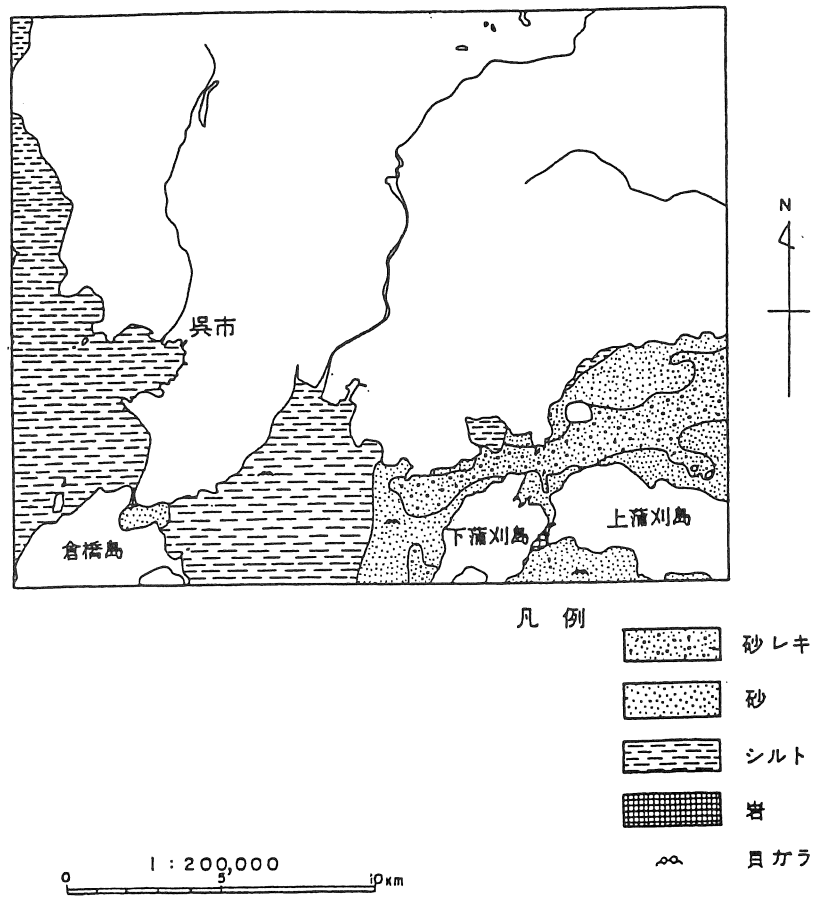 N
呉市
上蒲刈島
下蒲刈島
倉橋島
凡 例
砂レキ
砂
シルト
岩
貝ガラ
1:200,000
0 5 10km